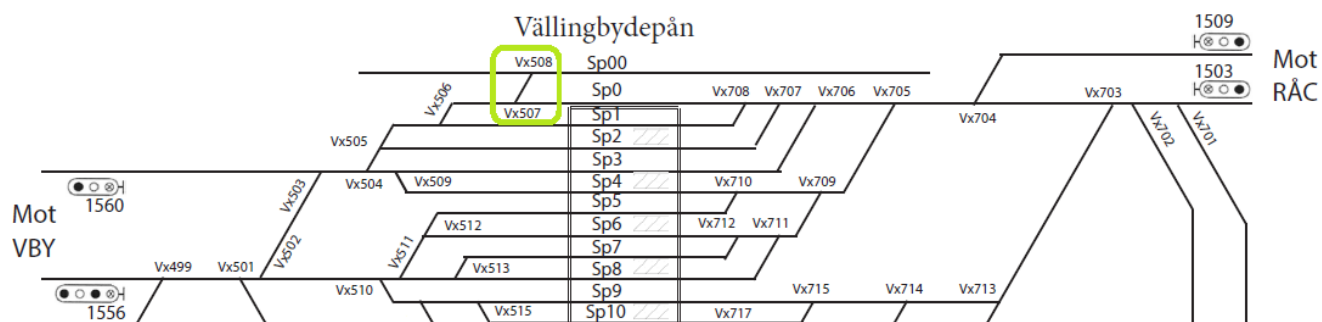 Vällingbydepån
1509
Mot
RÅC
1503
Vx508
Sp00
Vx506
Sp0
Vx708
Vx707
Vx706
Vx705
Vx703
Vx507
Sp1
Vx704
Vx702
Vx701
Vx505
Sp2
Sp3
Vx504
Vx509
Sp4
Vx710
Vx709
1560
Vx503
Mot
VBY
Sp5
Vx512
Sp6
Vx712
Vx711
Vx502
Vx511
Sp7
Vx499
Vx501
Vx513
Sp8
1556
Vx510
Sp9
Vx715
Vx714
Vx713
Vx515
Sp10
Vx717